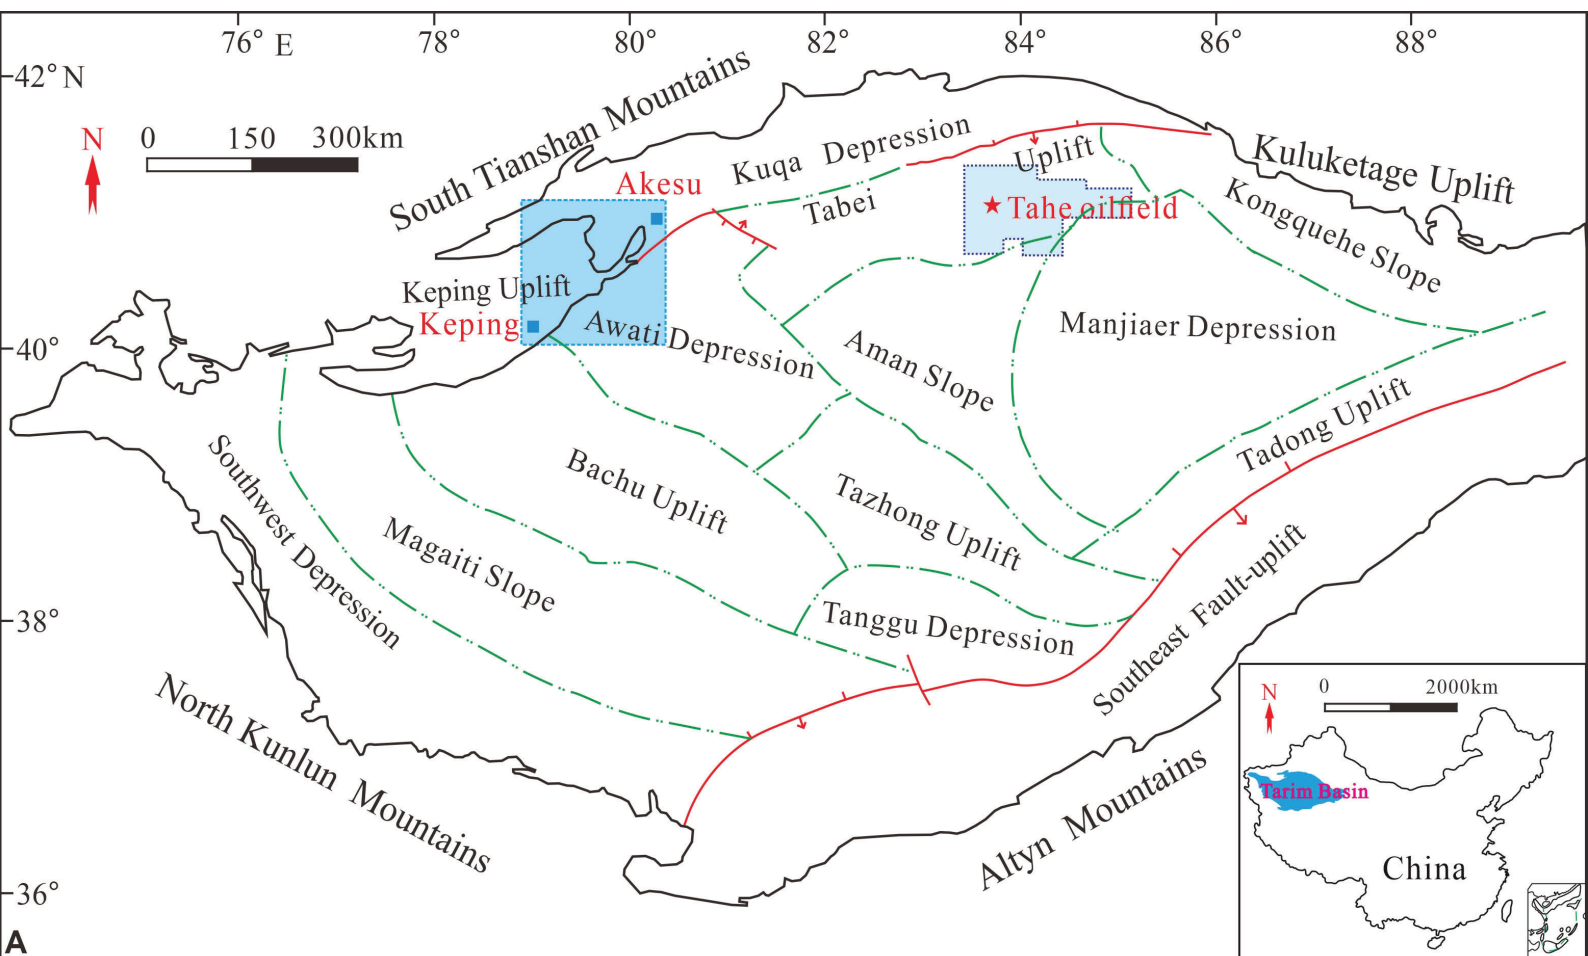 76° E 78° 80° 82° 84° 86° 88°
42° N
40°
38°
36°
N
0 150 300km
South Tianshan Mountains
Kuqa Depression
Tabei Uplift
Kuluketage Uplift
Akesu
Tahe oilfield
Kongquehe Slope
Keping Uplift
Keping
Awati Depression
Aman Slope
Manjiaer Depression
Tadong Uplift
Southwest Depression
Bachu Uplift
Tazhong Uplift
Magaiti Slope
Tanggu Depression
Southeast Fault-uplift
North Kunlun Mountains
Altyn Mountains
N
0 2000km
Tarim Basin
China
A